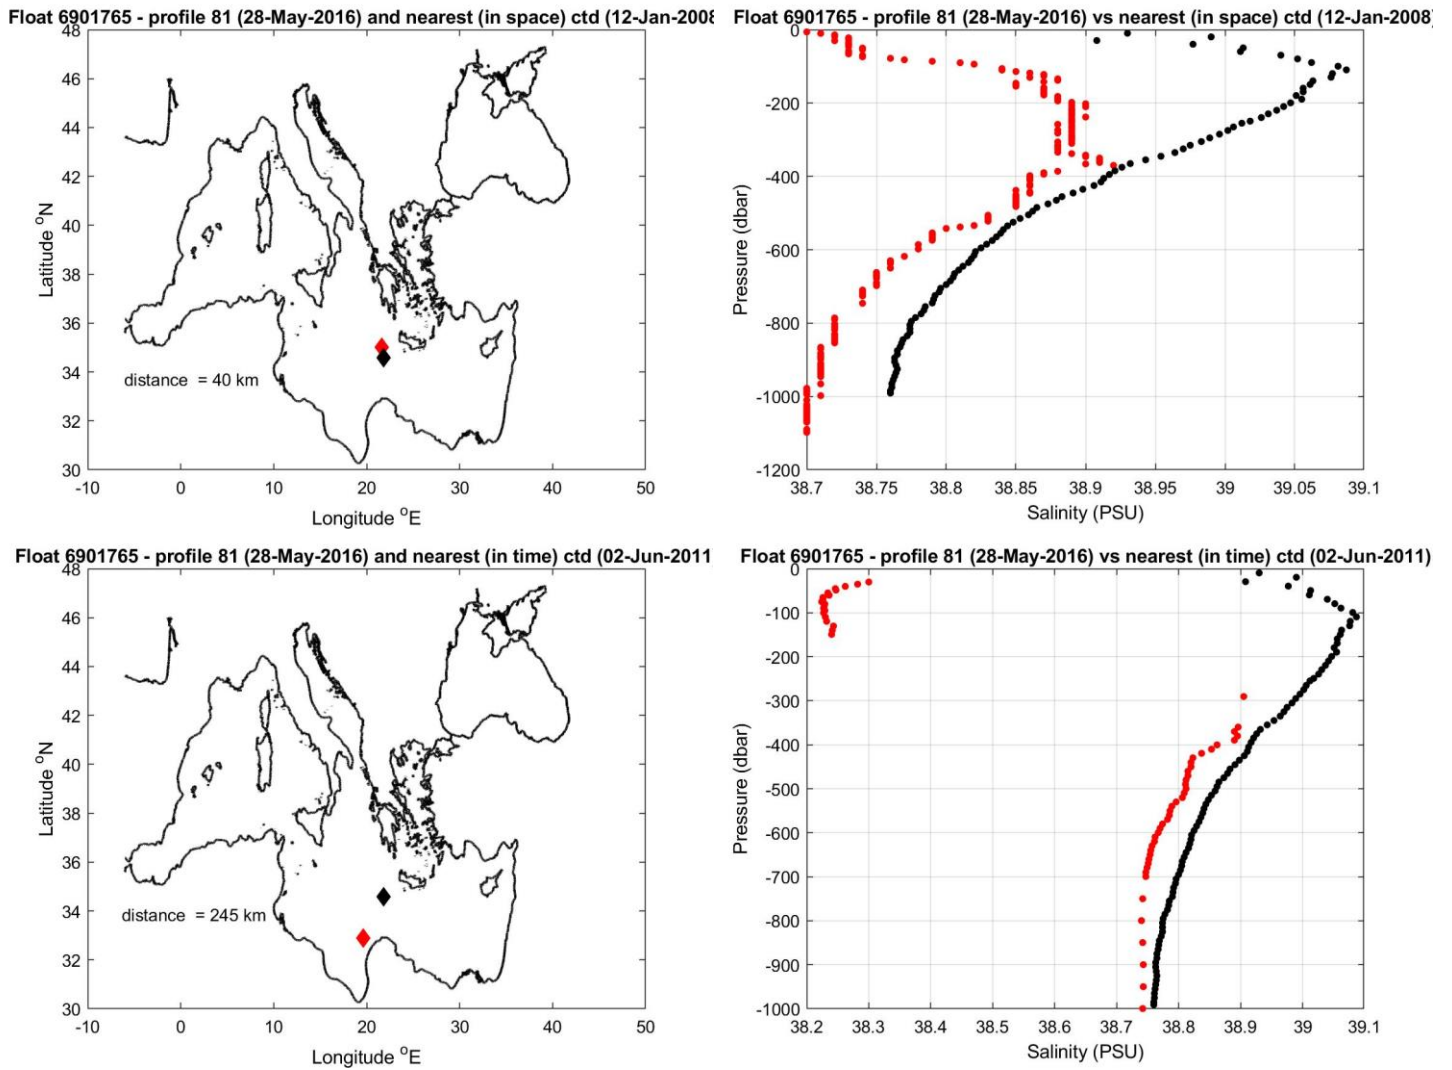 Float 6901765 - profile 81 (28-May-2016) and nearest (in space) ctd (12-Jan-2008
48
46
44
42
40
38
36
34
32
30
Latitude °N
distance = 40 km
-10 0 10 20 30 40 50
Longitude °E
Float 6901765 - profile 81 (28-May-2016) vs nearest (in space) ctd (12-Jan-2008)
0
-200
-400
-600
-800
-1000
-1200
Pressure (dbar)
38.7 38.75 38.8 38.85 38.9 38.95 39 39.05 39.1
Salinity (PSU)
Float 6901765 - profile 81 (28-May-2016) and nearest (in time) ctd (02-Jun-2011
48
46
44
42
40
38
36
34
32
30
Latitude °N
distance = 245 km
-10 0 10 20 30 40 50
Longitude °E
Float 6901765 - profile 81 (28-May-2016) vs nearest (in time) ctd (02-Jun-2011)
0
-100
-200
-300
-400
-500
-600
-700
-800
-900
-1000
Pressure (dbar)
38.2 38.3 38.4 38.5 38.6 38.7 38.8 38.9 39 39.1
Salinity (PSU)